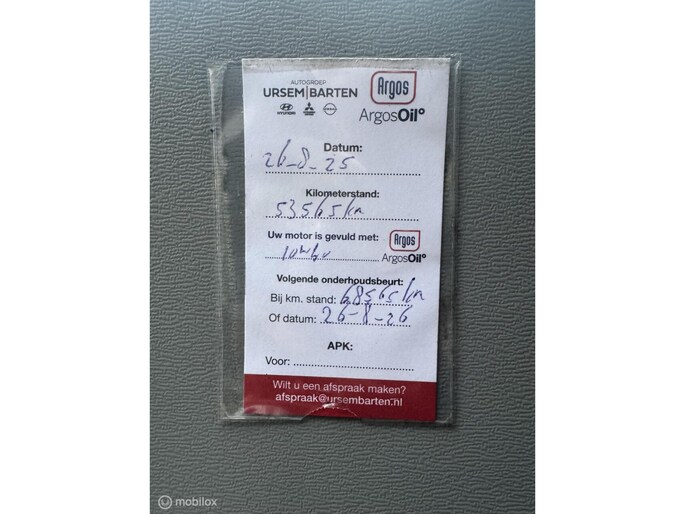 AUTOGROEP
URSEM|BARTEN
HYUNDAI
Argos
ArgosOil
Datum:
26-8-25
Kilometerstand:
53565 km
Uw motor is gevuld met:
Argos
10w40
ArgosOil
Volgende onderhoudsbeurt:
Bij km. stand: 68565 km
Of datum: 26-8-26
APK:
Voor:
Wilt u een afspraak maken?
afspraak@ursembarten.nl
mobilox